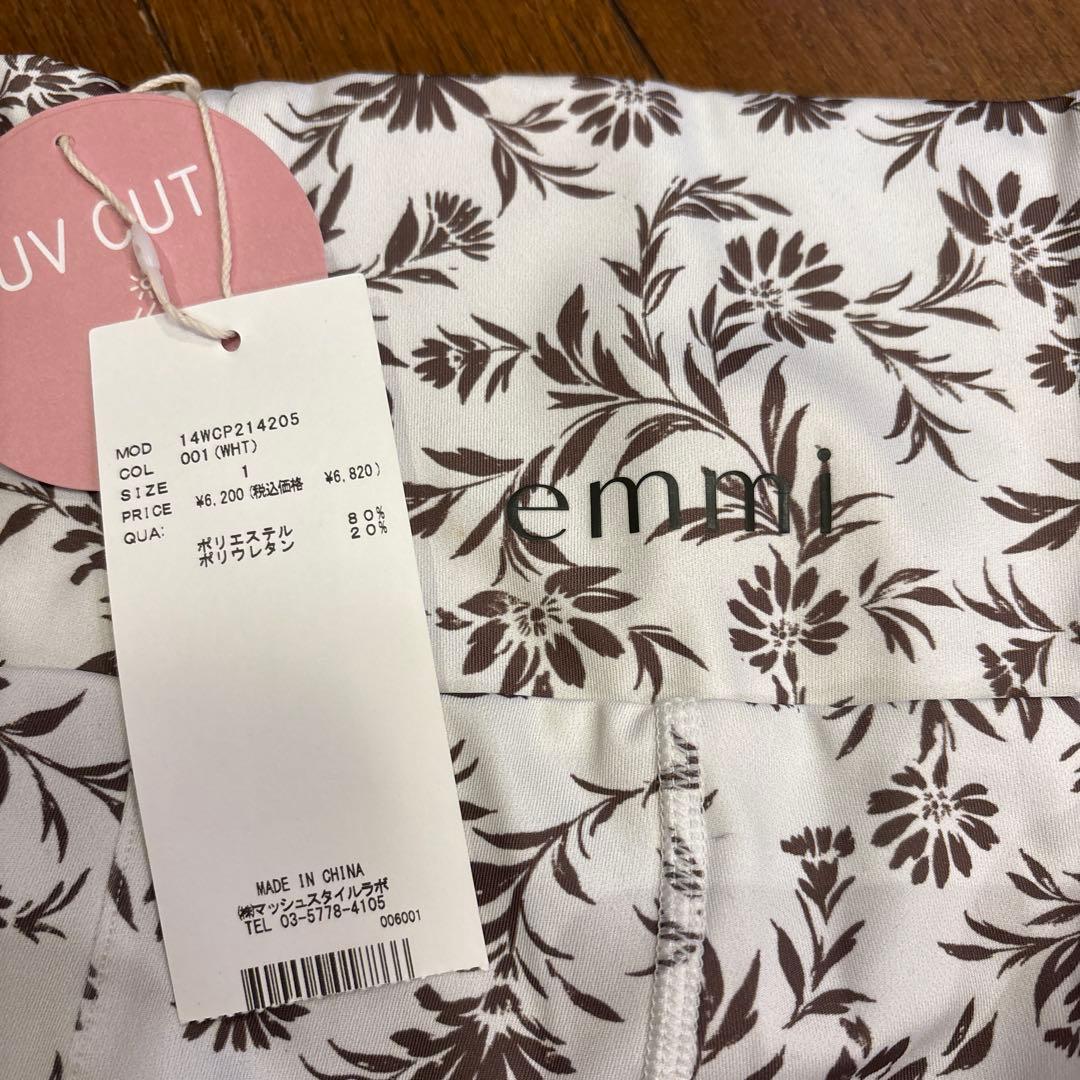 UV CUT
MOD 14WCP214205
COL 001(WHT)
SIZE 1
PRICE ¥6,200(税込価格 ¥6,820)
QUA: ポリエステル 80%
ポリウレタン 20%
MADE IN CHINA
㈱マッシュスタイルラボ
TEL 03-5778-4105
006001
emmi